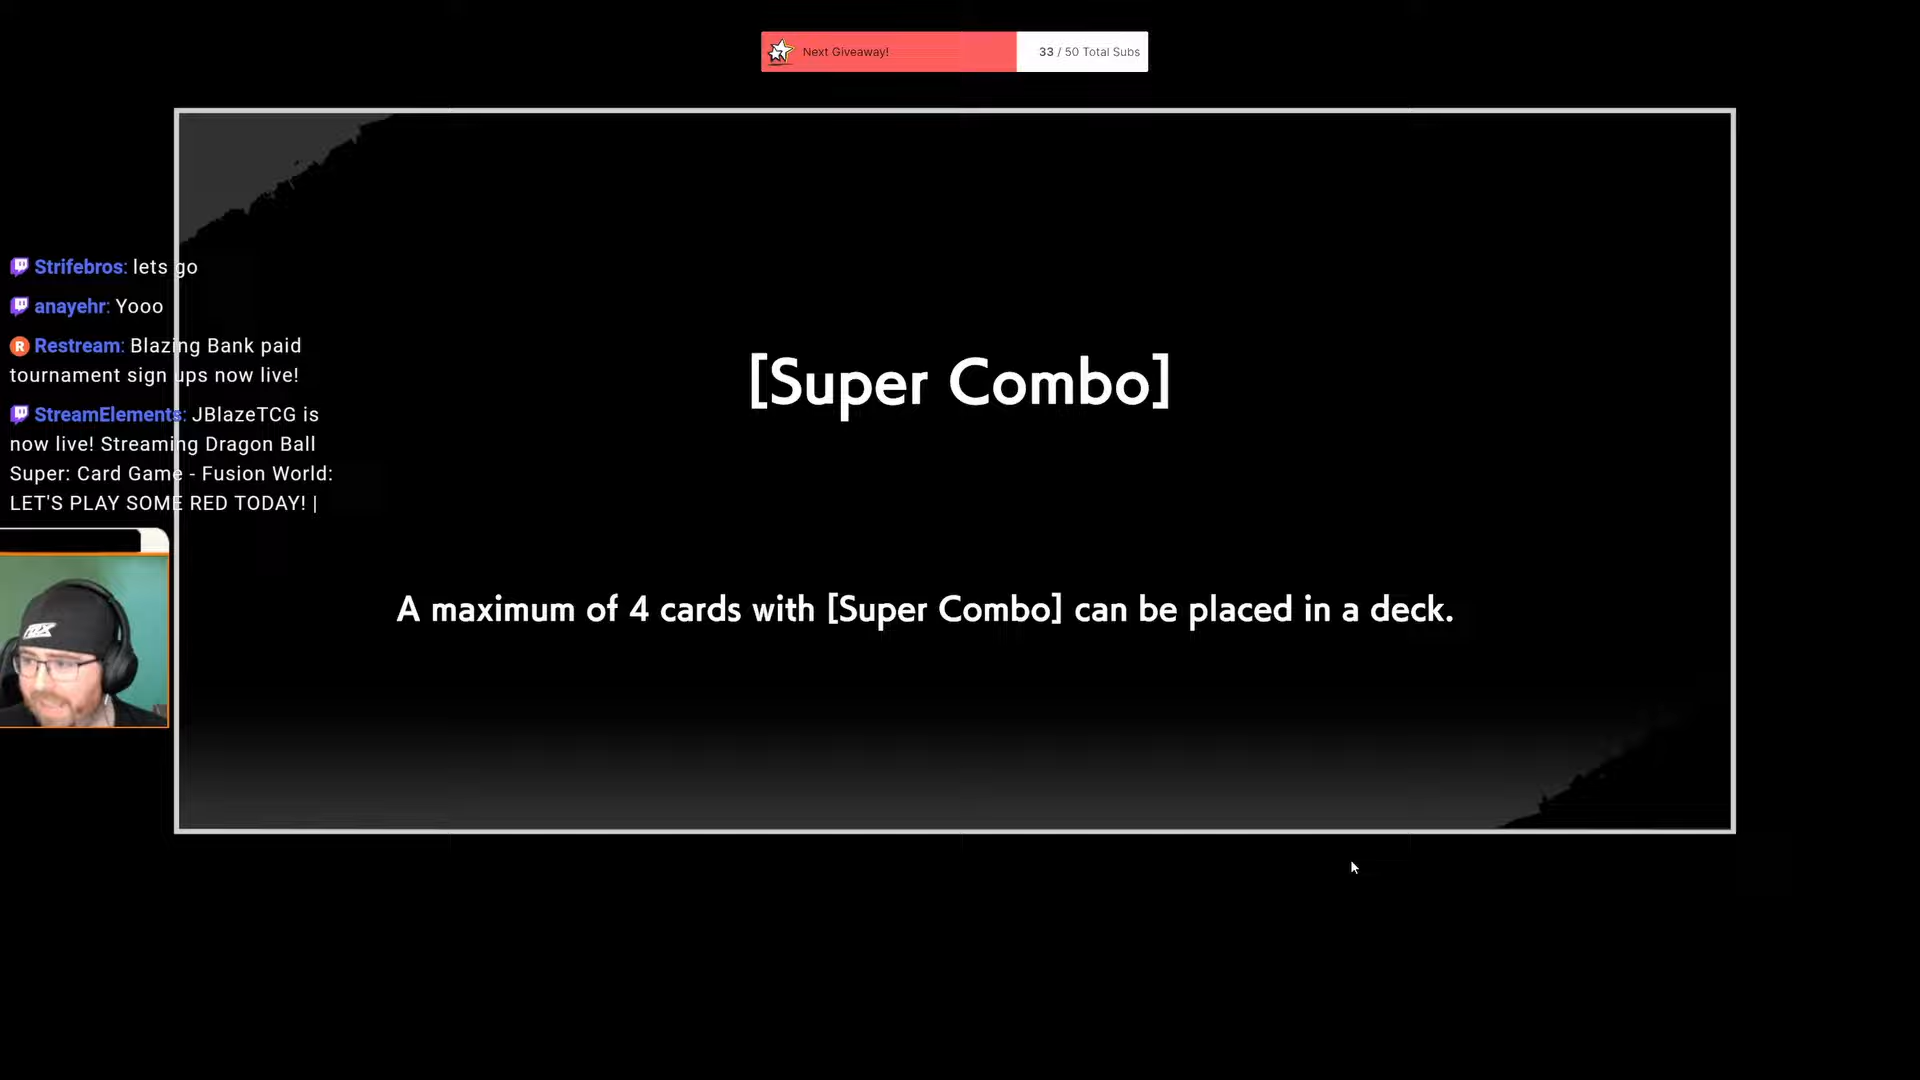 Next Giveaway!
33 / 50 Total Subs
Strifebros: lets go
anayehr: Yooo
Restream: Blazing Bank paid
tournament sign ups now live!
StreamElements: JBlazeTCG is
now live! Streaming Dragon Ball
Super: Card Game - Fusion World:
LET'S PLAY SOME RED TODAY! |
[Super Combo]
A maximum of 4 cards with [Super Combo] can be placed in a deck.